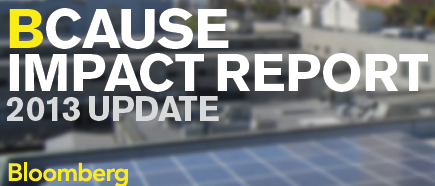 BCAUSE
IMPACT REPORT
2013 UPDATE
Bloomberg